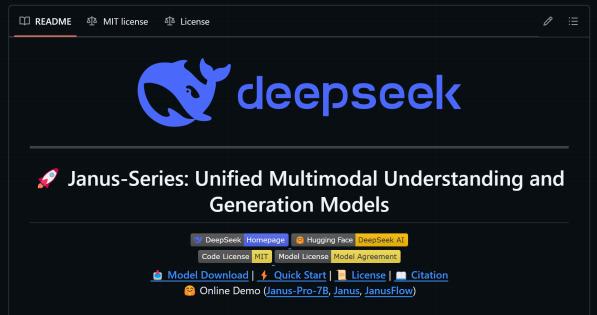 README MIT license License
deepseek
Janus-Series: Unified Multimodal Understanding and
Generation Models
DeepSeek Homepage Hugging Face DeepSeek AI
Code License MIT Model License Model Agreement
Model Download | Quick Start | License | Citation
Online Demo (Janus-Pro-7B, Janus, JanusFlow)